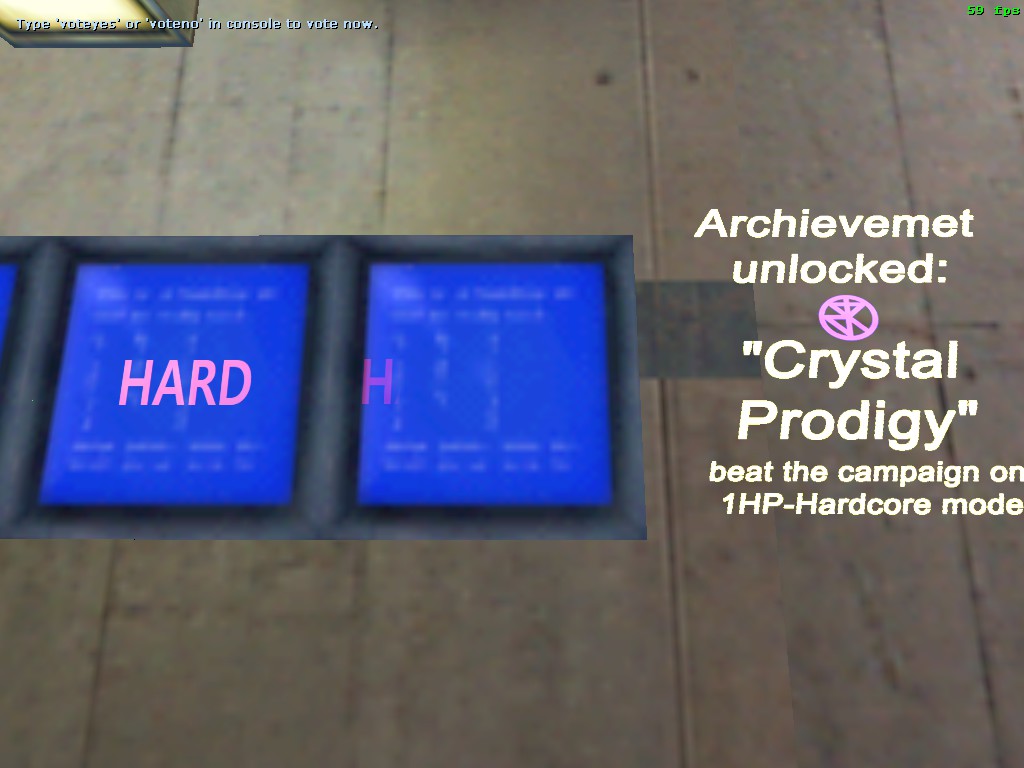 Type 'voteyes' or 'voteno' in console to vote now.
59 fps
HARD
H
Archievemet
unlocked:
"Crystal
Prodigy"
beat the campaign on
1HP-Hardcore mode